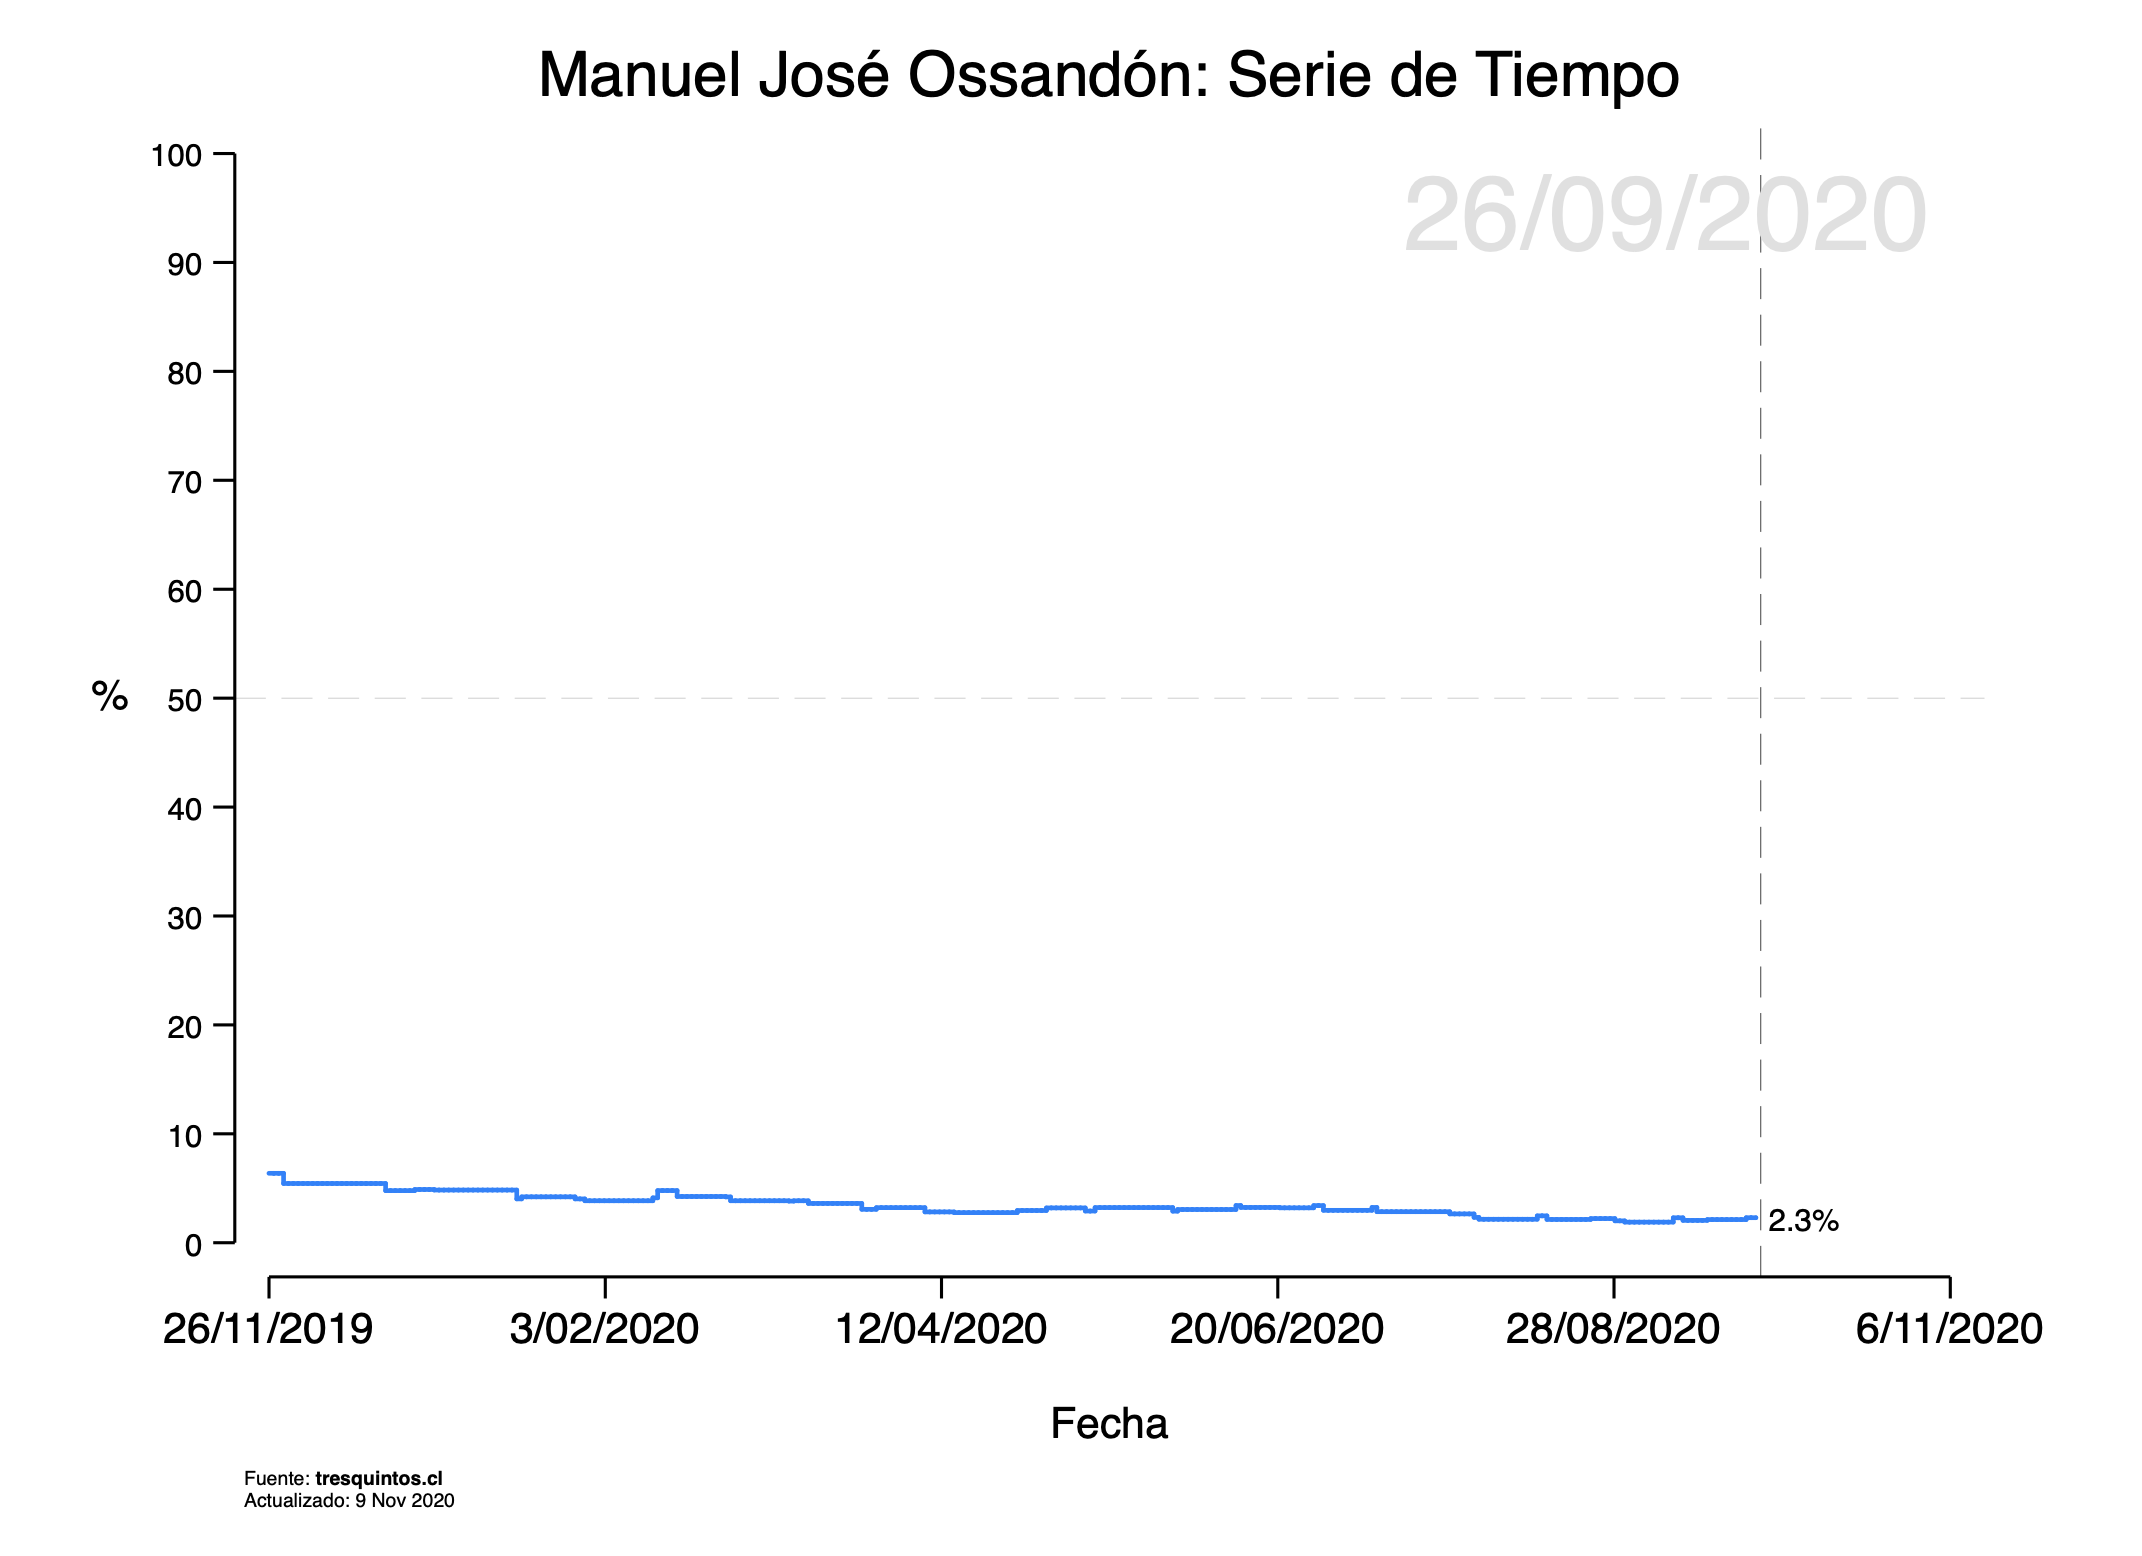 Manuel José Ossandón: Serie de Tiempo
26/09/2020
100
90
80
70
60
50
40
30
20
10
0
%
2.3%
26/11/2019 3/02/2020 12/04/2020 20/06/2020 28/08/2020 6/11/2020
Fecha
Fuente: tresquintos.cl
Actualizado: 9 Nov 2020